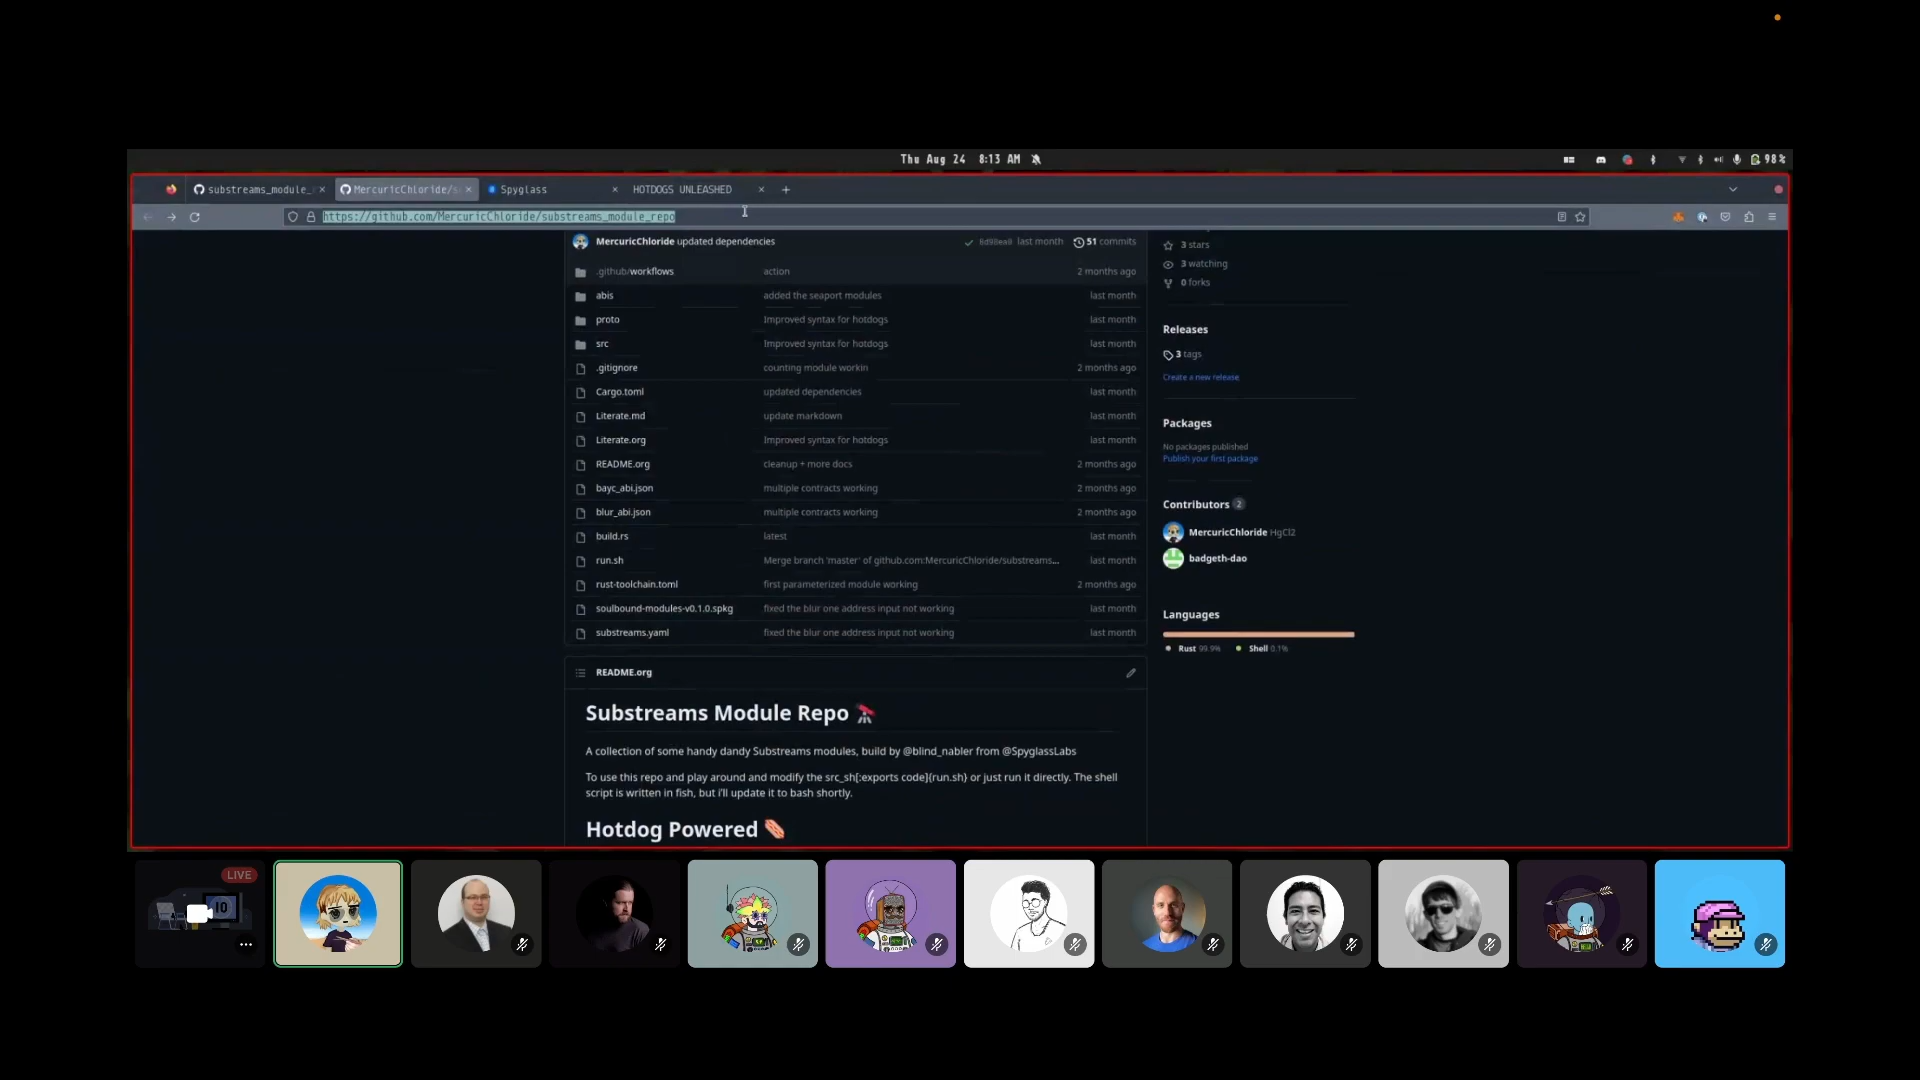 Thu Aug 24 8:13 AM
98%
substreams_module_
MercuricChloride/s
Spyglass
HOTDOGS UNLEASHED
https://github.com/MercuricChloride/substreams_module_repo
MercuricChloride updated dependencies
last month
51 commits
.github/workflows action 2 months ago
abis added the seaport modules last month
proto Improved syntax for hotdogs last month
src Improved syntax for hotdogs last month
.gitignore counting module workin 2 months ago
Cargo.toml updated dependencies last month
Literate.md update markdown last month
Literate.org Improved syntax for hotdogs last month
README.org cleanup + more docs 2 months ago
bayc_abi.json multiple contracts working 2 months ago
blur_abi.json multiple contracts working 2 months ago
build.rs latest last month
run.sh Merge branch 'master' of github.com:MercuricChloride/substreams... last month
rust-toolchain.toml first parameterized module working 2 months ago
soulbound-modules-v0.1.0.spkg fixed the blur one address input not working last month
substreams.yaml fixed the blur one address input not working last month
README.org
Substreams Module Repo
A collection of some handy dandy Substreams modules, build by @blind_nabler from @SpyglassLabs
To use this repo and play around and modify the src_sh[:exports code]{run.sh} or just run it directly. The shell
script is written in fish, but i'll update it to bash shortly.
Hotdog Powered
3 stars
3 watching
0 forks
Releases
3 tags
Create a new release
Packages
No packages published
Publish your first package
Contributors 2
MercuricChloride HgCl2
badgeth-dao
Languages
Rust 99.9% Shell 0.1%
LIVE
IO